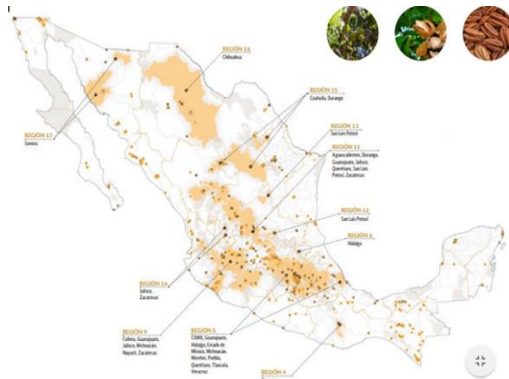 REGIÓN 16
Chihuahua
REGIÓN 15
Coahuila, Durango
REGIÓN 13
San Luis Potosí
REGIÓN 11
Aguascalientes, Durango,
Guanajuato, Jalisco,
Querétaro, San Luis
Potosí, Zacatecas
REGIÓN 17
Sonora
REGIÓN 12
San Luis Potosí
REGIÓN 6
Hidalgo
REGIÓN 14
Jalisco,
Zacatecas
REGIÓN 9
Colima, Guanajuato,
Jalisco, Michoacán,
Nayarit, Zacatecas
REGIÓN 5
CDMX, Guanajuato,
Hidalgo, Estado de
México, Michoacán,
Morelos, Puebla,
Querétaro, Tlaxcala,
Veracruz
REGIÓN 4